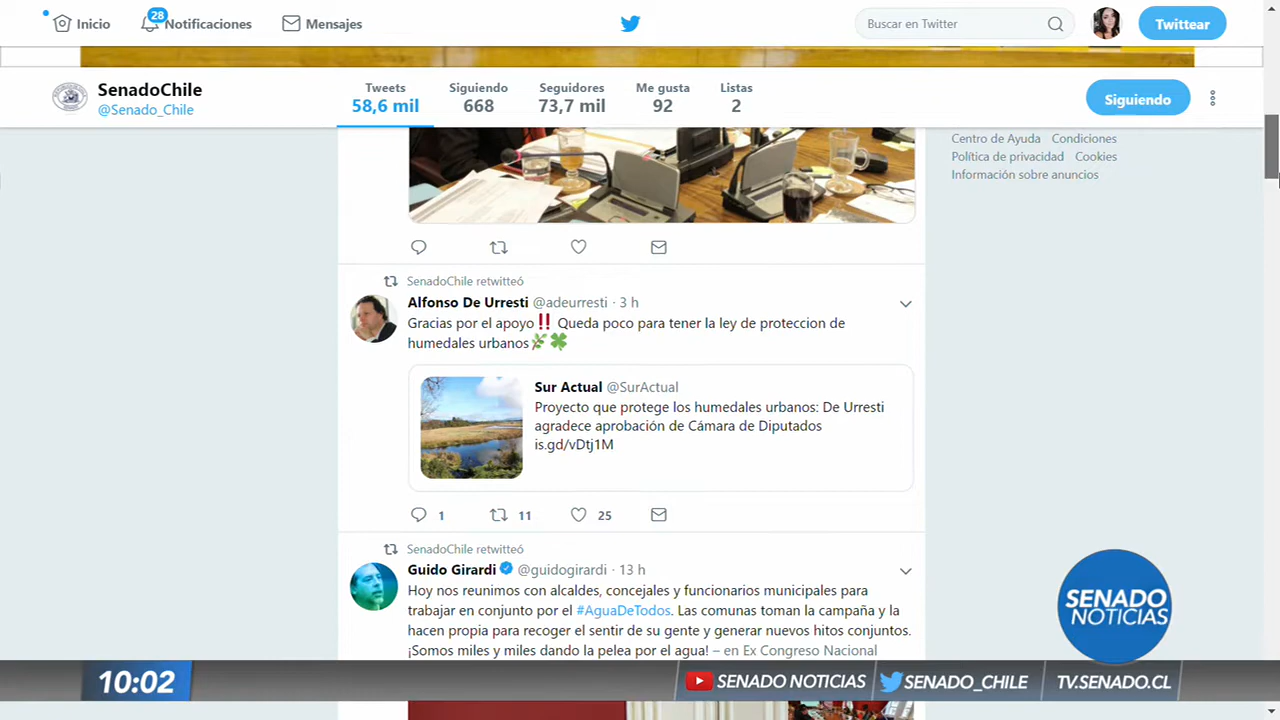 Inicio
28
Notificaciones
Mensajes
Buscar en Twitter
Twittear
SenadoChile
@Senado_Chile
Tweets
58,6 mil
Siguiendo
668
Seguidores
73,7 mil
Me gusta
92
Listas
2
Siguiendo
Centro de Ayuda Condiciones
Política de privacidad Cookies
Información sobre anuncios
SenadoChile retwitteó
Alfonso De Urresti @adeurresti · 3 h
Gracias por el apoyo‼️ Queda poco para tener la ley de proteccion de
humedales urbanos🌿🍀
Sur Actual @SurActual
Proyecto que protege los humedales urbanos: De Urresti
agradece aprobación de Cámara de Diputados
is.gd/vDtj1M
1 11 25
SenadoChile retwitteó
Guido Girardi @guidogirardi · 13 h
Hoy nos reunimos con alcaldes, concejales y funcionarios municipales para
trabajar en conjunto por el #AguaDeTodos. Las comunas toman la campaña y la
hacen propia para recoger el sentir de su gente y generar nuevos hitos conjuntos.
¡Somos miles y miles dando la pelea por el agua! – en Ex Congreso Nacional
SENADO
NOTICIAS
10:02
SENADO NOTICIAS
SENADO_CHILE
TV.SENADO.CL